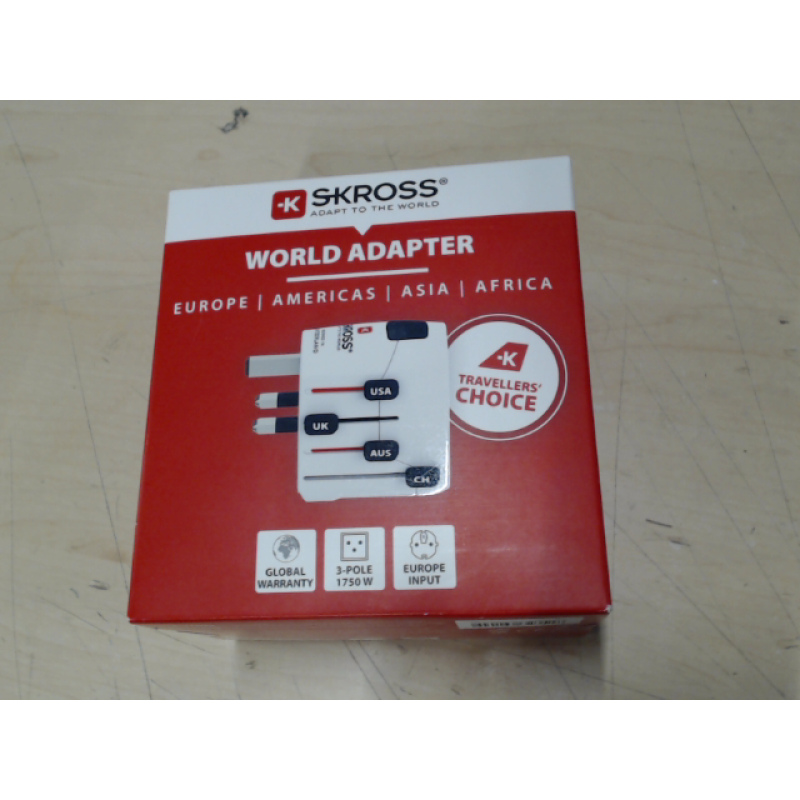 SKROSS®
ADAPT TO THE WORLD
WORLD ADAPTER
EUROPE | AMERICAS | ASIA | AFRICA
USA
UK
AUS
CH
TRAVELLERS'
CHOICE
GLOBAL
WARRANTY
3-POLE
1750 W
EUROPE
INPUT